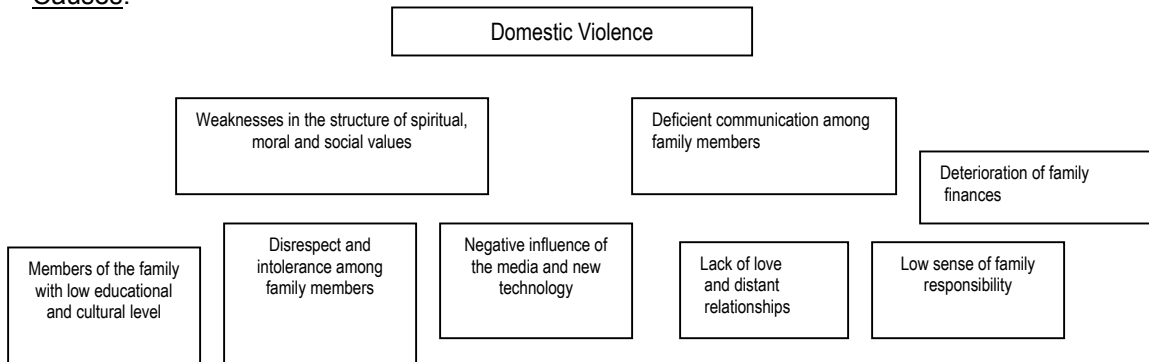 Causes:
Domestic Violence
Weaknesses in the structure of spiritual,
moral and social values
Deficient communication among
family members
Deterioration of family
finances
Members of the family
with low educational
and cultural level
Disrespect and
intolerance among
family members
Negative influence of
the media and new
technology
Lack of love
and distant
relationships
Low sense of family
responsibility